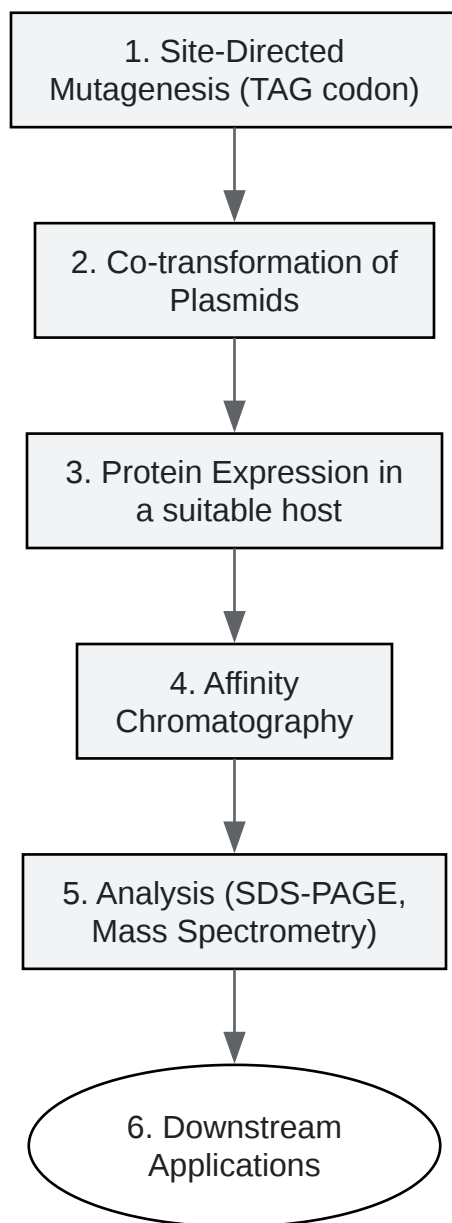 1. Site-Directed
Mutagenesis (TAG codon)
2. Co-transformation of
Plasmids
3. Protein Expression in
a suitable host
4. Affinity
Chromatography
5. Analysis (SDS-PAGE,
Mass Spectrometry)
6. Downstream
Applications